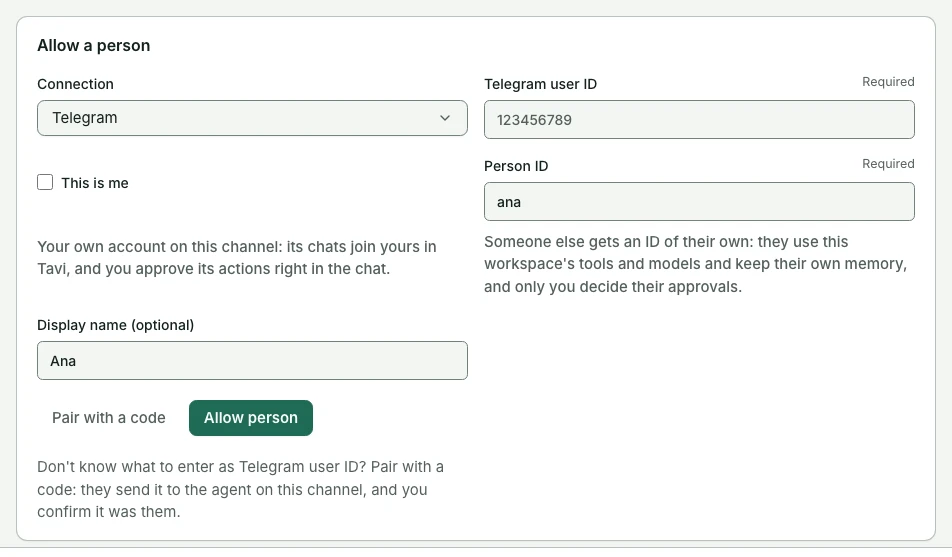 Allow a person
Connection
Telegram
Telegram user ID
Required
123456789
This is me
Person ID
Required
ana
Your own account on this channel: its chats join yours in
Tavi, and you approve its actions right in the chat.
Someone else gets an ID of their own: they use this
workspace's tools and models and keep their own memory,
and only you decide their approvals.
Display name (optional)
Ana
Pair with a code
Allow person
Don't know what to enter as Telegram user ID? Pair with a
code: they send it to the agent on this channel, and you
confirm it was them.